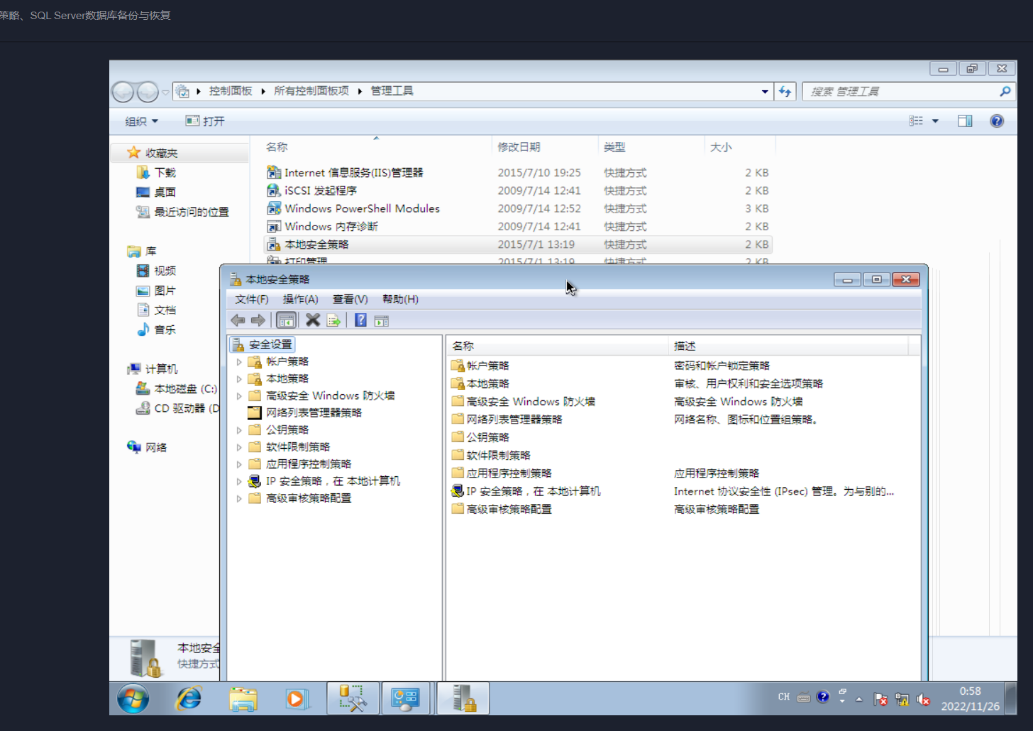 策略、SQL Server数据库备份与恢复
控制面板 ▸ 所有控制面板项 ▸ 管理工具
搜索 管理工具
组织 打开
名称 修改日期 类型 大小
收藏夹
下载
桌面
最近访问的位置
库
视频
图片
文档
音乐
计算机
本地磁盘 (C:)
CD 驱动器 (D
网络
Internet 信息服务(IIS)管理器 2015/7/10 19:25 快捷方式 2 KB
iSCSI 发起程序 2009/7/14 12:41 快捷方式 2 KB
Windows PowerShell Modules 2009/7/14 12:52 快捷方式 3 KB
Windows 内存诊断 2009/7/14 12:41 快捷方式 2 KB
本地安全策略 2015/7/1 13:19 快捷方式 2 KB
打印管理 2015/7/1 13:19 快捷方式 2 KB
本地安全策略
文件(F) 操作(A) 查看(V) 帮助(H)
安全设置
帐户策略
本地策略
高级安全 Windows 防火墙
网络列表管理器策略
公钥策略
软件限制策略
应用程序控制策略
IP 安全策略，在 本地计算机
高级审核策略配置
名称 描述
帐户策略 密码和帐户锁定策略
本地策略 审核、用户权利和安全选项策略
高级安全 Windows 防火墙 高级安全 Windows 防火墙
网络列表管理器策略 网络名称、图标和位置组策略。
公钥策略
软件限制策略
应用程序控制策略 应用程序控制策略
IP 安全策略，在 本地计算机 Internet 协议安全性 (IPsec) 管理。为与别的...
高级审核策略配置 高级审核策略配置
本地安全
快捷方式
CH
0:58
2022/11/26